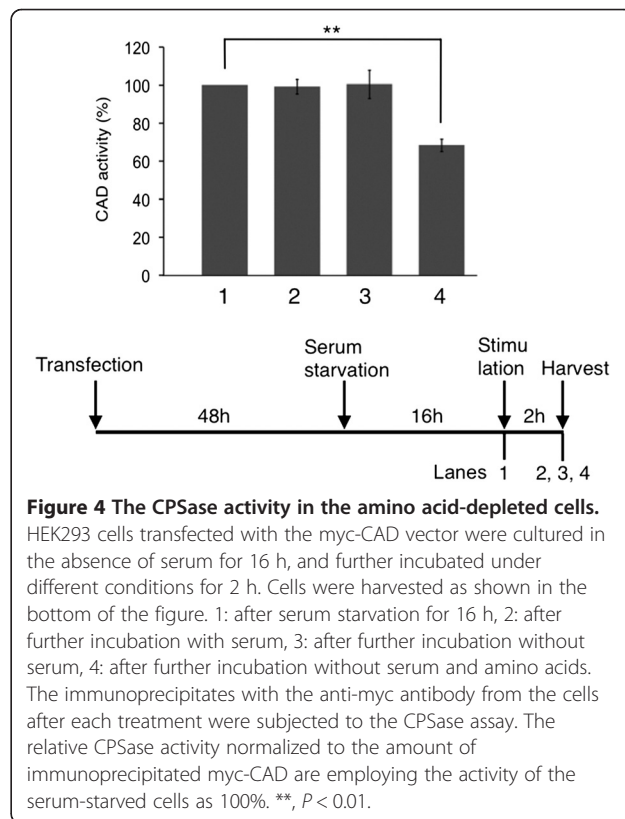 **
120
100
80
60
40
20
0
CAD activity (%)
1 2 3 4
Transfection
Serum
starvation
Stimu
lation
Harvest
48h 16h 2h
Lanes 1 2, 3, 4
Figure 4 The CPSase activity in the amino acid-depleted cells.
HEK293 cells transfected with the myc-CAD vector were cultured in
the absence of serum for 16 h, and further incubated under
different conditions for 2 h. Cells were harvested as shown in the
bottom of the figure. 1: after serum starvation for 16 h, 2: after
further incubation with serum, 3: after further incubation without
serum, 4: after further incubation without serum and amino acids.
The immunoprecipitates with the anti-myc antibody from the cells
after each treatment were subjected to the CPSase assay. The
relative CPSase activity normalized to the amount of
immunoprecipitated myc-CAD are employing the activity of the
serum-starved cells as 100%. **, P < 0.01.